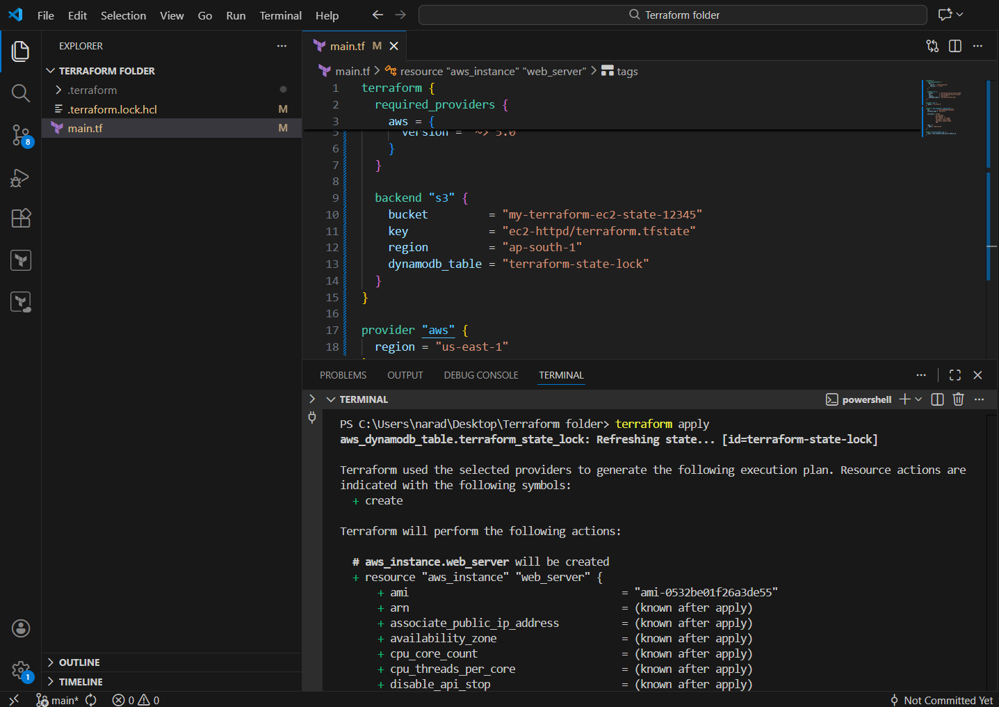 File Edit Selection View Go Run Terminal Help
Terraform folder
EXPLORER
TERRAFORM FOLDER
.terraform
.terraform.lock.hcl M
main.tf M
8
1
OUTLINE
TIMELINE
main.tf M
main.tf > resource "aws_instance" "web_server" > tags
1 terraform {
2 required_providers {
3 aws = {
5 version = "~> 5.0"
6 }
7 }
8
9 backend "s3" {
10 bucket = "my-terraform-ec2-state-12345"
11 key = "ec2-httpd/terraform.tfstate"
12 region = "ap-south-1"
13 dynamodb_table = "terraform-state-lock"
14 }
15 }
16
17 provider "aws" {
18 region = "us-east-1"
PROBLEMS OUTPUT DEBUG CONSOLE TERMINAL
TERMINAL
powershell
PS C:\Users\narad\Desktop\Terraform folder> terraform apply
aws_dynamodb_table.terraform_state_lock: Refreshing state... [id=terraform-state-lock]
Terraform used the selected providers to generate the following execution plan. Resource actions are
indicated with the following symbols:
+ create
Terraform will perform the following actions:
# aws_instance.web_server will be created
+ resource "aws_instance" "web_server" {
+ ami = "ami-0532be01f26a3de55"
+ arn = (known after apply)
+ associate_public_ip_address = (known after apply)
+ availability_zone = (known after apply)
+ cpu_core_count = (known after apply)
+ cpu_threads_per_core = (known after apply)
+ disable_api_stop = (known after apply)
main* 0 0 Not Committed Yet